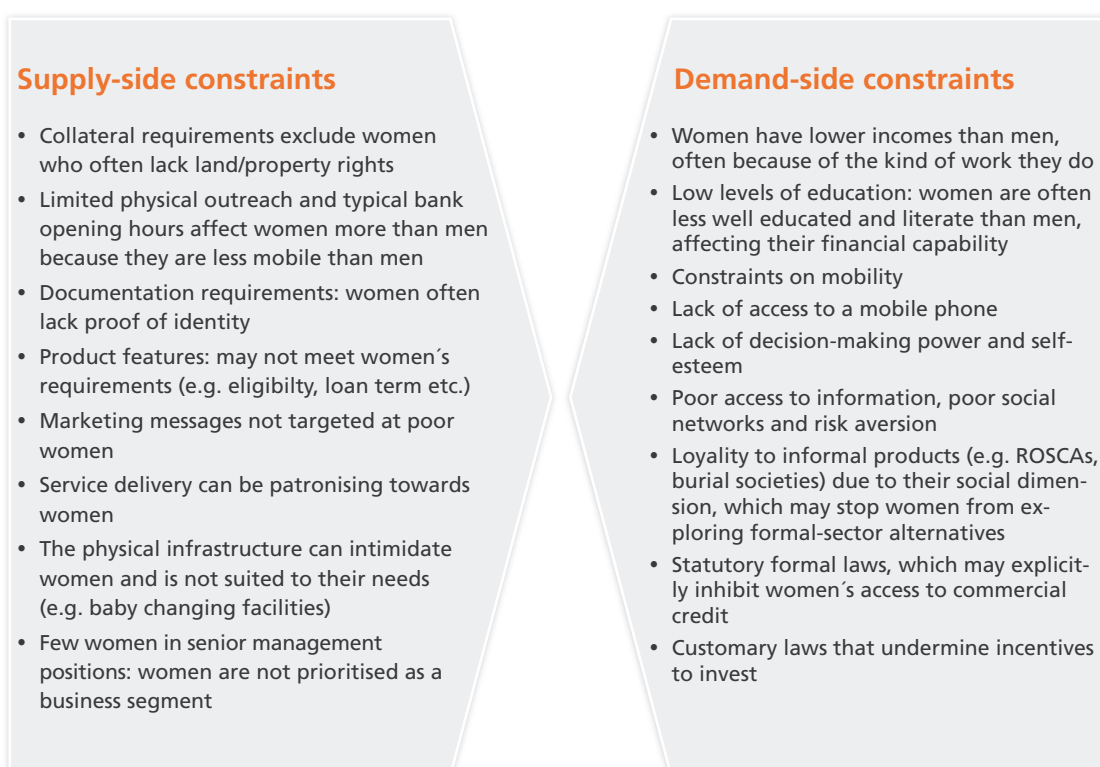 Supply-side constraints
• Collateral requirements exclude women
who often lack land/property rights
• Limited physical outreach and typical bank
opening hours affect women more than men
because they are less mobile than men
• Documentation requirements: women often
lack proof of identity
• Product features: may not meet women´s
requirements (e.g. eligibilty, loan term etc.)
• Marketing messages not targeted at poor
women
• Service delivery can be patronising towards
women
• The physical infrastructure can intimidate
women and is not suited to their needs
(e.g. baby changing facilities)
• Few women in senior management
positions: women are not prioritised as a
business segment
Demand-side constraints
• Women have lower incomes than men,
often because of the kind of work they do
• Low levels of education: women are often
less well educated and literate than men,
affecting their financial capability
• Constraints on mobility
• Lack of access to a mobile phone
• Lack of decision-making power and self-
esteem
• Poor access to information, poor social
networks and risk aversion
• Loyality to informal products (e.g. ROSCAs,
burial societies) due to their social dimen-
sion, which may stop women from ex-
ploring formal-sector alternatives
• Statutory formal laws, which may explicit-
ly inhibit women´s access to commercial
credit
• Customary laws that undermine incentives
to invest